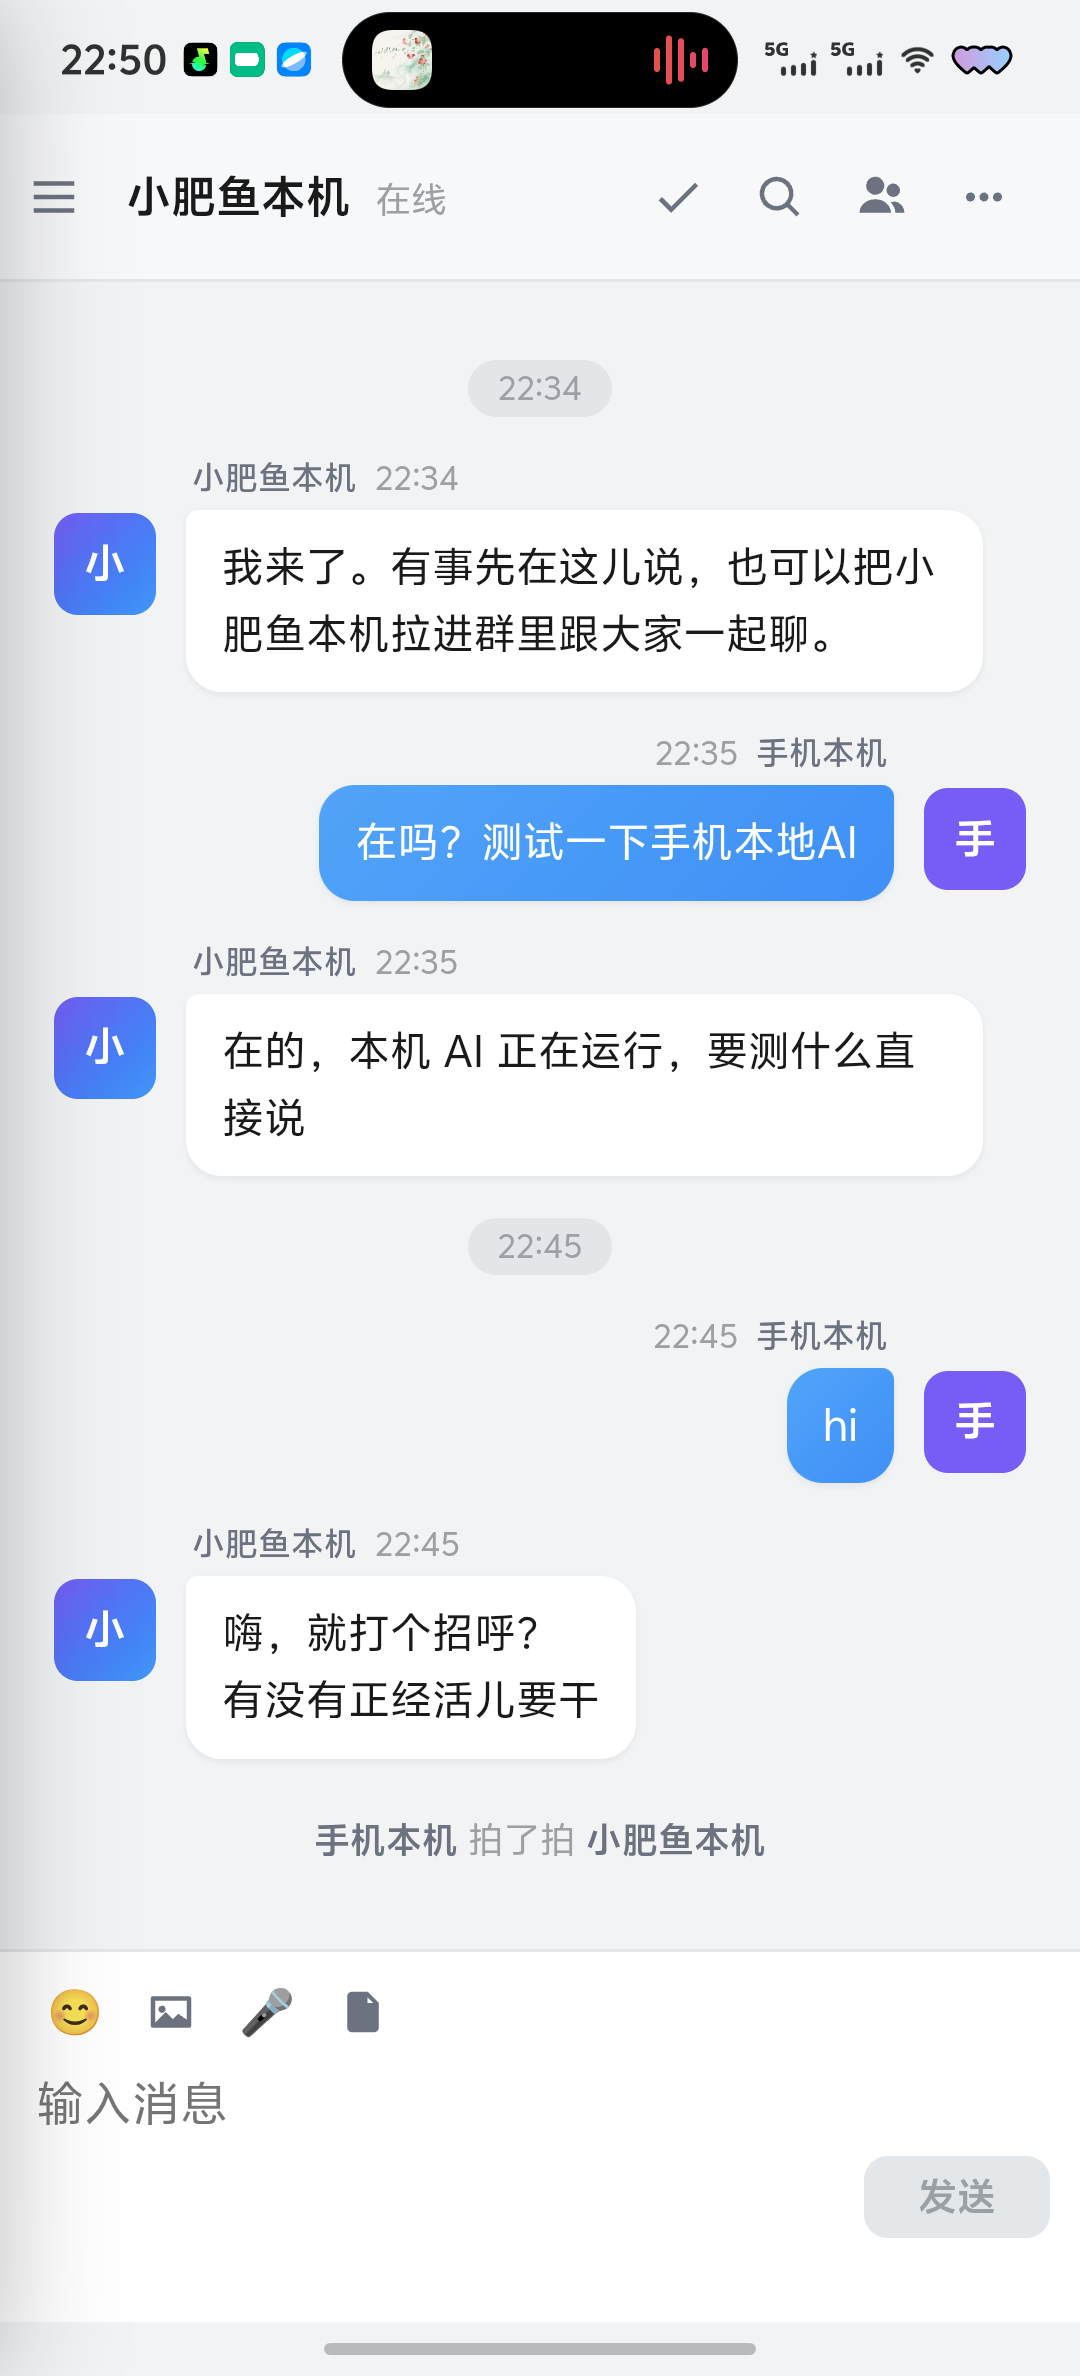 22:50
5G 5G
小肥鱼本机 在线
22:34
小肥鱼本机 22:34
小
我来了。有事先在这儿说，也可以把小
肥鱼本机拉进群里跟大家一起聊。
22:35 手机本机
在吗？测试一下手机本地AI
手
小肥鱼本机 22:35
小
在的，本机 AI 正在运行，要测什么直
接说
22:45
22:45 手机本机
hi
手
小肥鱼本机 22:45
小
嗨，就打个招呼？
有没有正经活儿要干
手机本机 拍了拍 小肥鱼本机
输入消息
发送